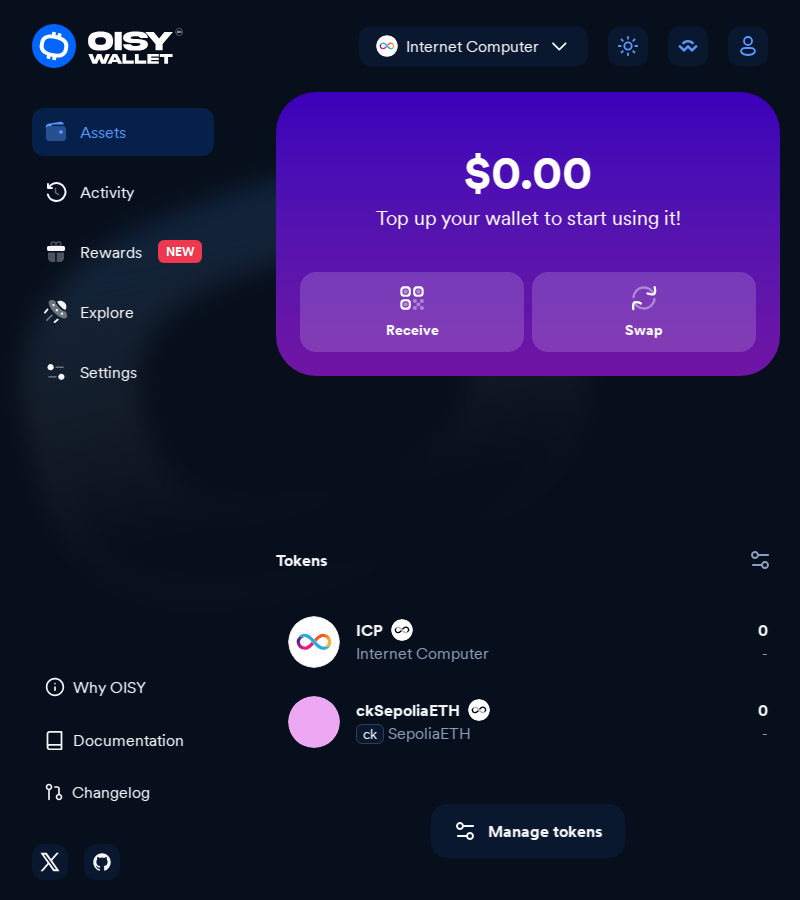 OISY
WALLET
Internet Computer
Assets
Activity
Rewards NEW
Explore
Settings
$0.00
Top up your wallet to start using it!
Receive
Swap
Tokens
ICP 0
Internet Computer -
ckSepoliaETH 0
ck SepoliaETH -
Manage tokens
Why OISY
Documentation
Changelog